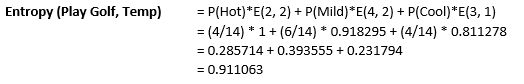 Entropy (Play Golf, Temp) = P(Hot)*E(2, 2) + P(Mild)*E(4, 2) + P(Cool)*E(3, 1)
= (4/14) * 1 + (6/14) * 0.918295 + (4/14) * 0.811278
= 0.285714 + 0.393555 + 0.231794
= 0.911063